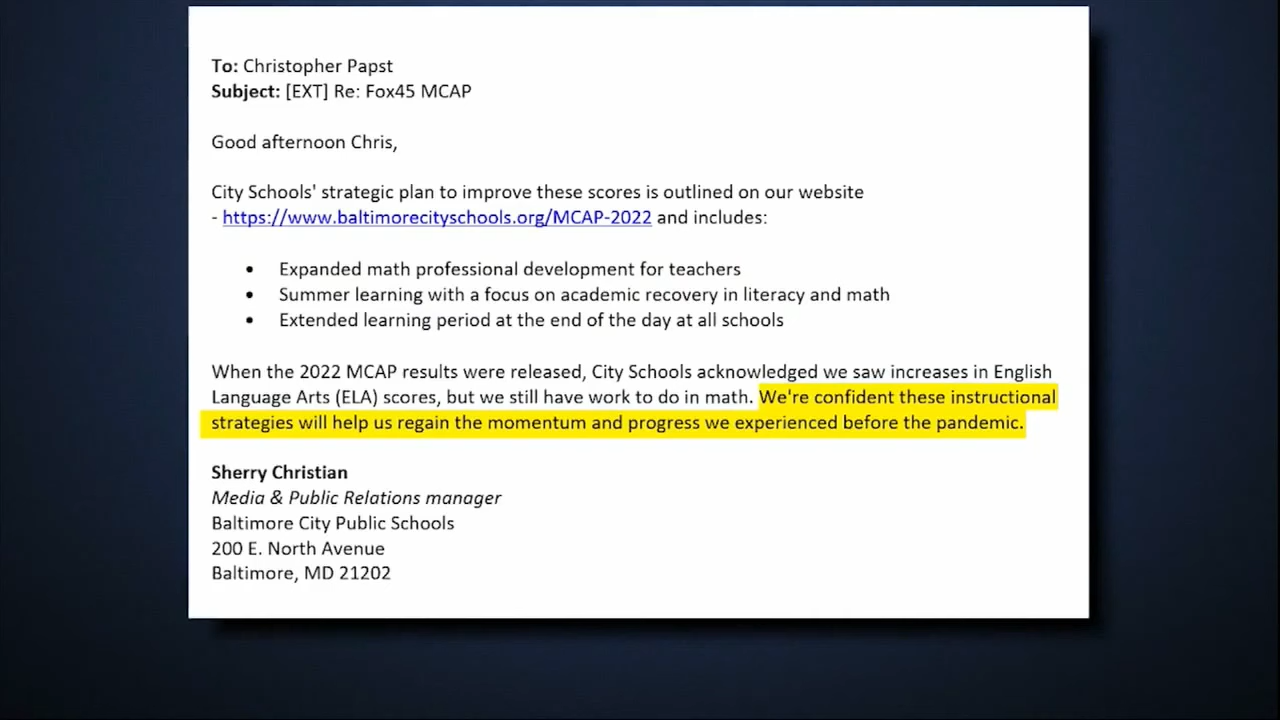 To: Christopher Papst
Subject: [EXT] Re: Fox45 MCAP
Good afternoon Chris,
City Schools' strategic plan to improve these scores is outlined on our website
- https://www.baltimorecityschools.org/MCAP-2022 and includes:
• Expanded math professional development for teachers
• Summer learning with a focus on academic recovery in literacy and math
• Extended learning period at the end of the day at all schools
When the 2022 MCAP results were released, City Schools acknowledged we saw increases in English
Language Arts (ELA) scores, but we still have work to do in math. We're confident these instructional
strategies will help us regain the momentum and progress we experienced before the pandemic.
Sherry Christian
Media & Public Relations manager
Baltimore City Public Schools
200 E. North Avenue
Baltimore, MD 21202